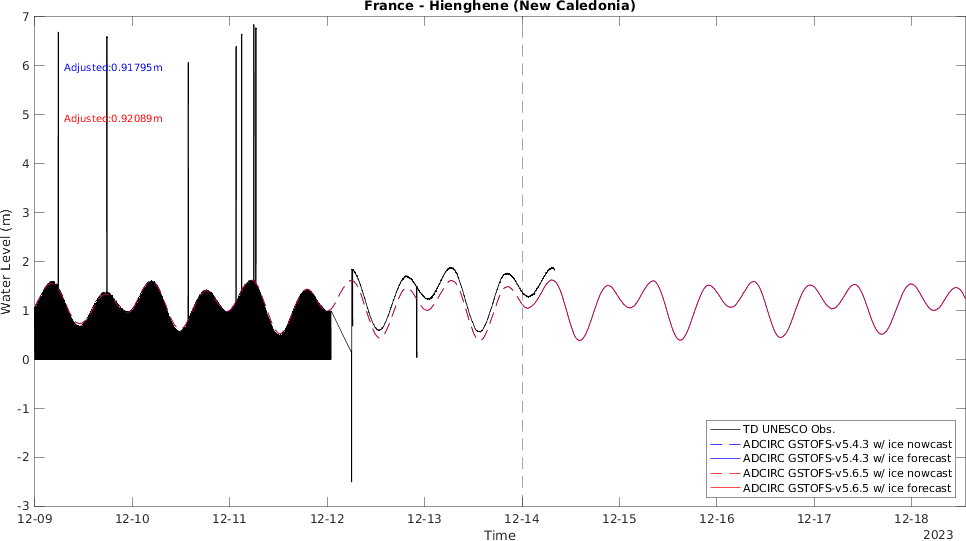 France - Hienghene (New Caledonia)
7
6
5
4
3
2
1
0
-1
-2
-3
Water Level (m)
Adjusted:0.91795m
Adjusted:0.92089m
TD UNESCO Obs.
ADCIRC GSTOFS-v5.4.3 w/ ice nowcast
ADCIRC GSTOFS-v5.4.3 w/ ice forecast
ADCIRC GSTOFS-v5.6.5 w/ ice nowcast
ADCIRC GSTOFS-v5.6.5 w/ ice forecast
12-09 12-10 12-11 12-12 12-13 12-14 12-15 12-16 12-17 12-18
Time
2023